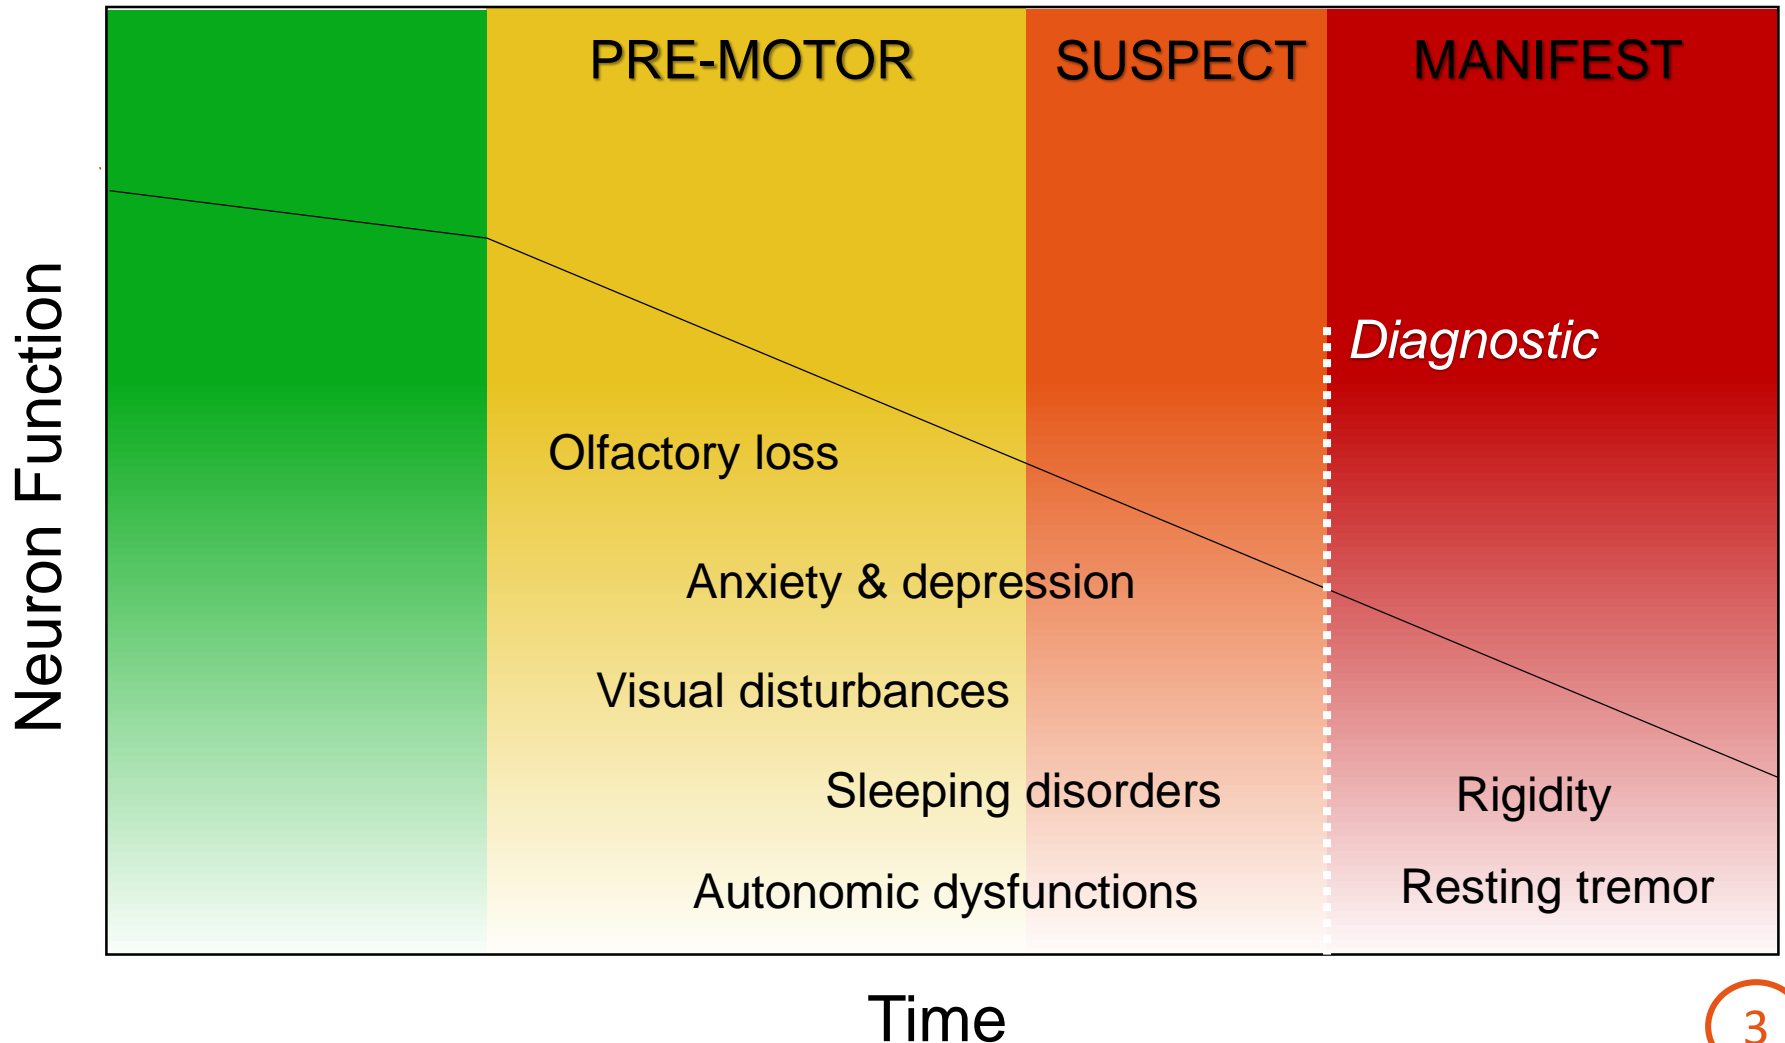 PRE-MOTOR
SUSPECT
MANIFEST
Neuron Function
Diagnostic
Olfactory loss
Anxiety & depression
Visual disturbances
Sleeping disorders
Rigidity
Autonomic dysfunctions
Resting tremor
Time
3